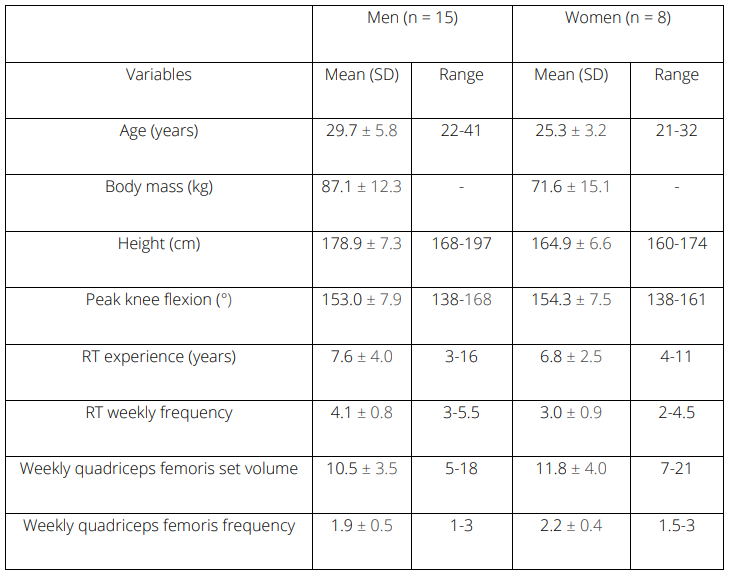 Men (n = 15) Women (n = 8)
Variables Mean (SD) Range Mean (SD) Range
Age (years) 29.7 ± 5.8 22-41 25.3 ± 3.2 21-32
Body mass (kg) 87.1 ± 12.3 - 71.6 ± 15.1 -
Height (cm) 178.9 ± 7.3 168-197 164.9 ± 6.6 160-174
Peak knee flexion (°) 153.0 ± 7.9 138-168 154.3 ± 7.5 138-161
RT experience (years) 7.6 ± 4.0 3-16 6.8 ± 2.5 4-11
RT weekly frequency 4.1 ± 0.8 3-5.5 3.0 ± 0.9 2-4.5
Weekly quadriceps femoris set volume 10.5 ± 3.5 5-18 11.8 ± 4.0 7-21
Weekly quadriceps femoris frequency 1.9 ± 0.5 1-3 2.2 ± 0.4 1.5-3